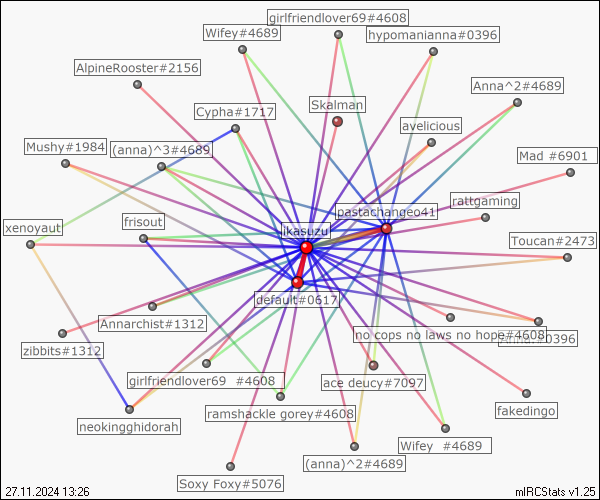 girlfriendlover69#4608
Wifey#4689
hypomanianna#0396
AlpineRooster#2156
Anna^2#4689
Skalman
Cypha#1717
avelicious
Mushy#1984
(anna)^3#4689
Mad #6901
rattgaming
pastachangeo41
xenoyaut
frisout
ikasuzu
Toucan#2473
default#0617
Annarchist#1312
no cops no laws no hope#4608
0396
zibbits#1312
girlfriendlover69 #4608
ace deucy#7097
ramshackle gorey#4608
fakedingo
neokingghidorah
Wifey #4689
(anna)^2#4689
Soxy Foxy#5076
27.11.2024 13:26
mIRCStats v1.25